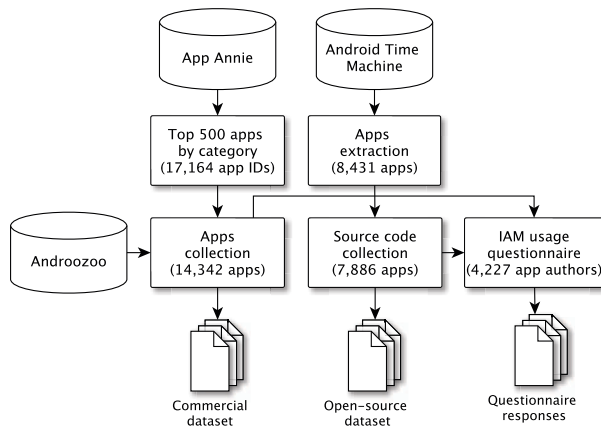 App Annie
Android Time
Machine
Top 500 apps
by category
(17,164 app IDs)
Apps
extraction
(8,431 apps)
Androozoo
Apps
collection
(14,342 apps)
Source code
collection
(7,886 apps)
IAM usage
questionnaire
(4,227 app authors)
Commercial
dataset
Open-source
dataset
Questionnaire
responses